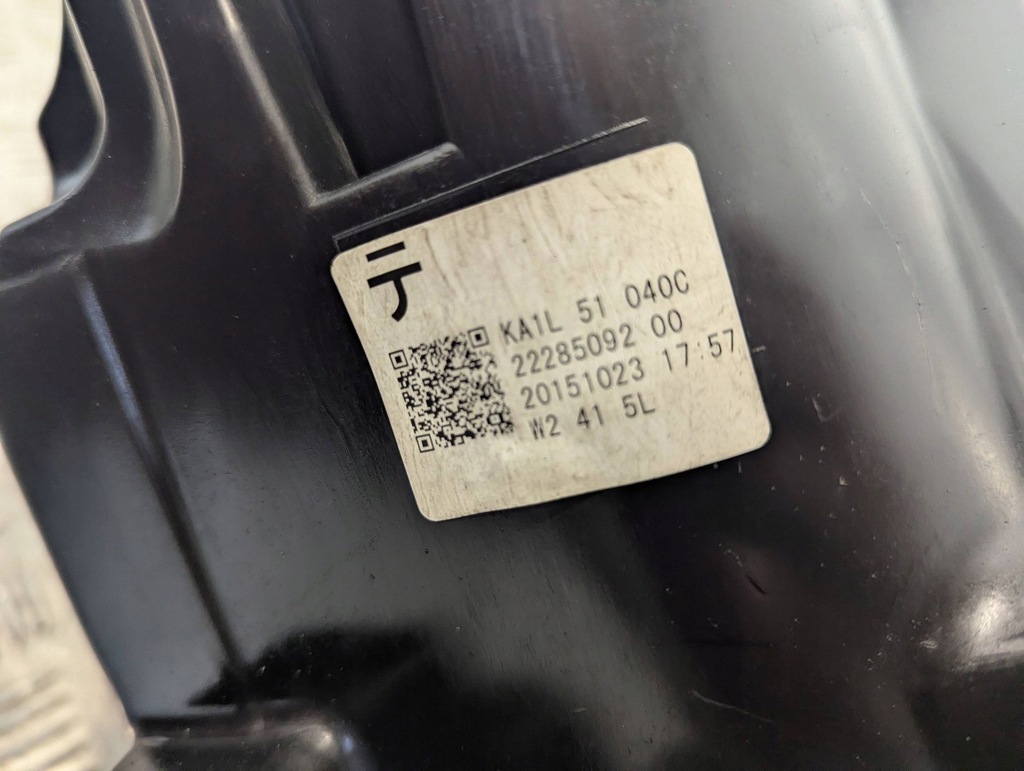 テ
KA1L 51 040C
22285092 00
20151023 17:57
W2 41 5L